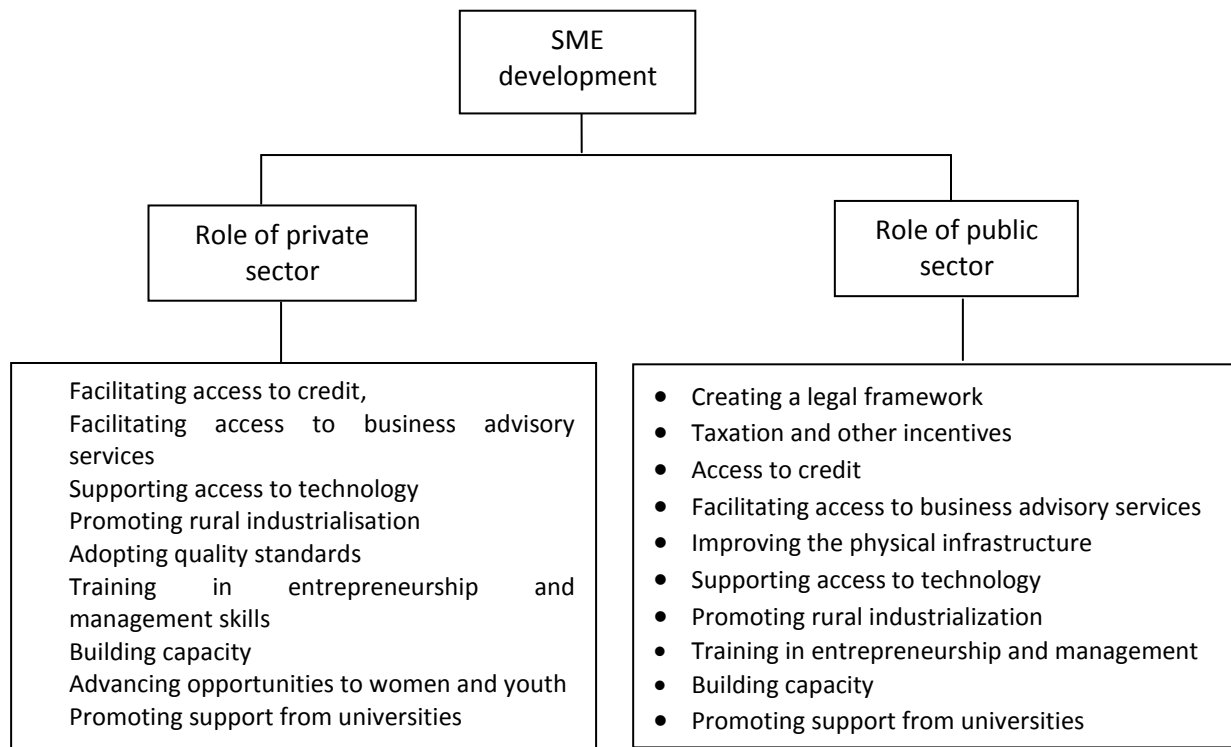 SME
development
Role of private
sector
Role of public
sector
Facilitating access to credit,
Facilitating access to business advisory
services
Supporting access to technology
Promoting rural industrialisation
Adopting quality standards
Training in entrepreneurship and
management skills
Building capacity
Advancing opportunities to women and youth
Promoting support from universities
• Creating a legal framework
• Taxation and other incentives
• Access to credit
• Facilitating access to business advisory services
• Improving the physical infrastructure
• Supporting access to technology
• Promoting rural industrialization
• Training in entrepreneurship and management
• Building capacity
• Promoting support from universities